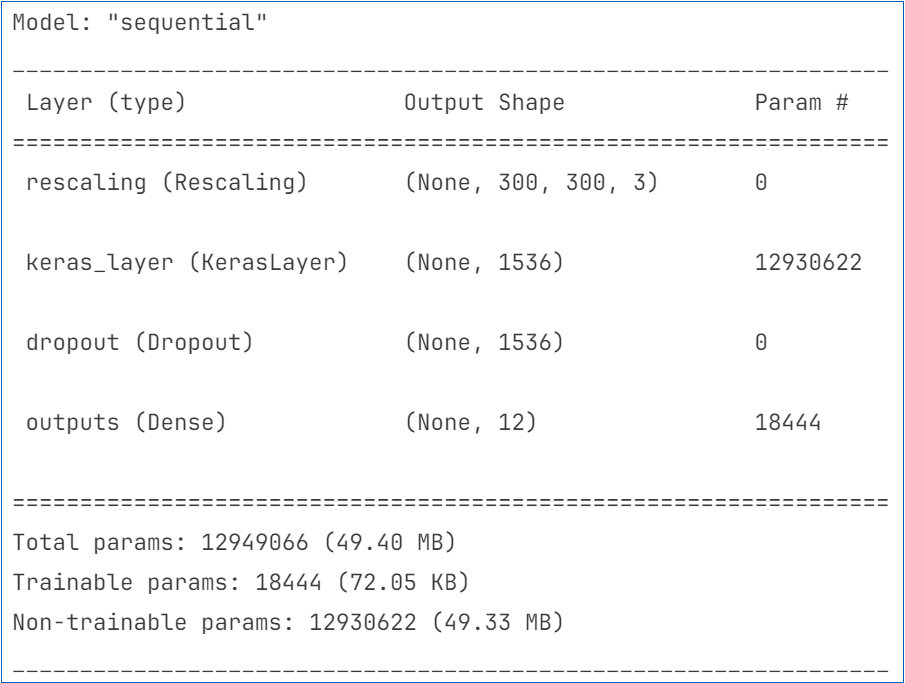 Model: "sequential"
_________________________________________________________________
Layer (type)                Output Shape              Param #
=================================================================
rescaling (Rescaling)       (None, 300, 300, 3)       0
keras_layer (KerasLayer)    (None, 1536)              12930622
dropout (Dropout)           (None, 1536)              0
outputs (Dense)             (None, 12)                18444
=================================================================
Total params: 12949066 (49.40 MB)
Trainable params: 18444 (72.05 KB)
Non-trainable params: 12930622 (49.33 MB)
_________________________________________________________________